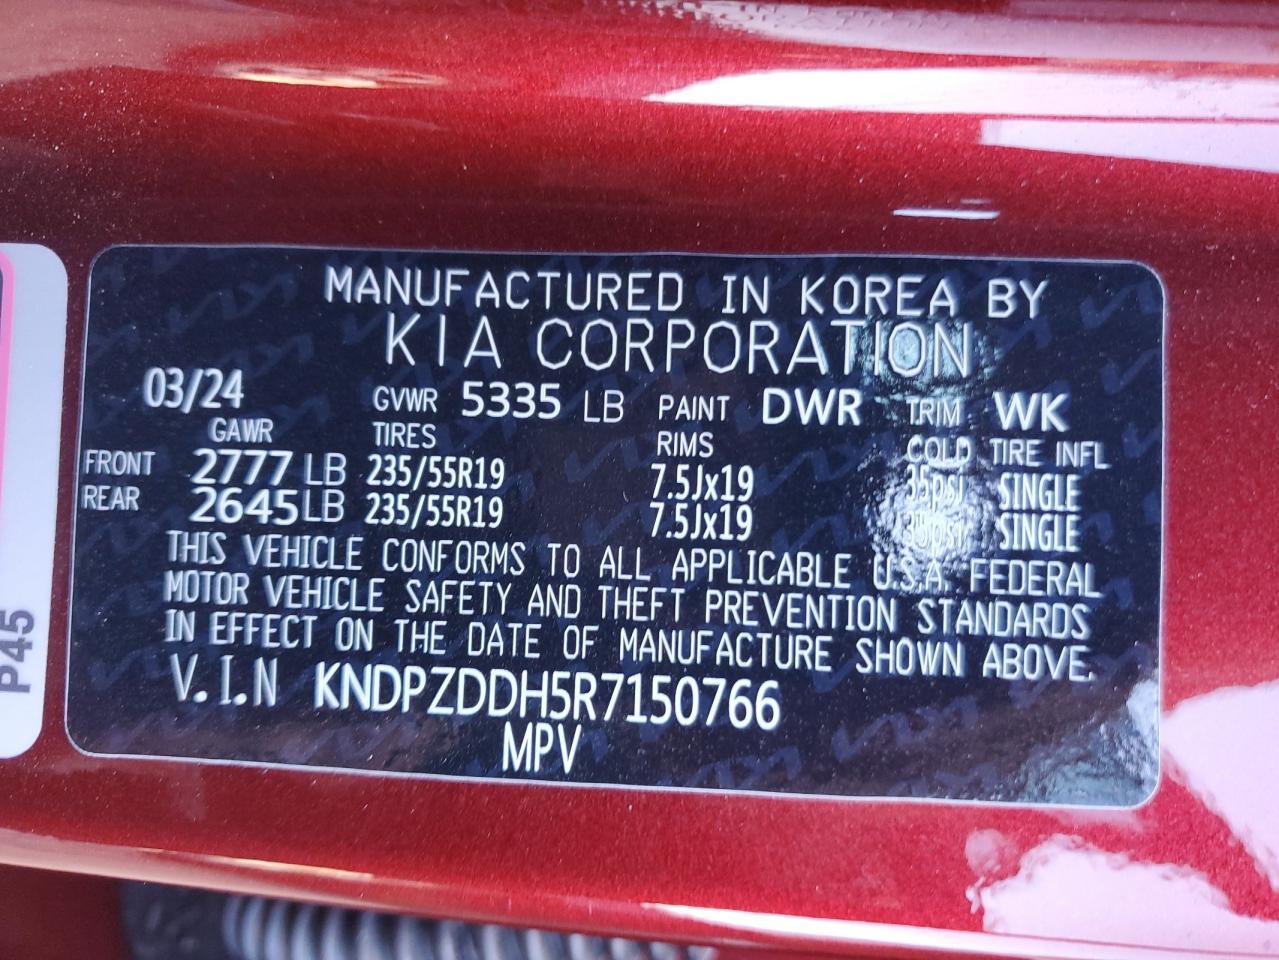 MANUFACTURED IN KOREA BY
KIA CORPORATION
03/24 GVWR 5335 LB PAINT DWR TRIM WK
GAWR TIRES RIMS COLD TIRE INFL
FRONT 2777 LB 235/55R19 7.5Jx19 35psi SINGLE
REAR 2645 LB 235/55R19 7.5Jx19 35psi SINGLE
THIS VEHICLE CONFORMS TO ALL APPLICABLE U.S.A. FEDERAL
MOTOR VEHICLE SAFETY AND THEFT PREVENTION STANDARDS
IN EFFECT ON THE DATE OF MANUFACTURE SHOWN ABOVE.
V.I.N KNDPZDDH5R7150766
MPV
P45